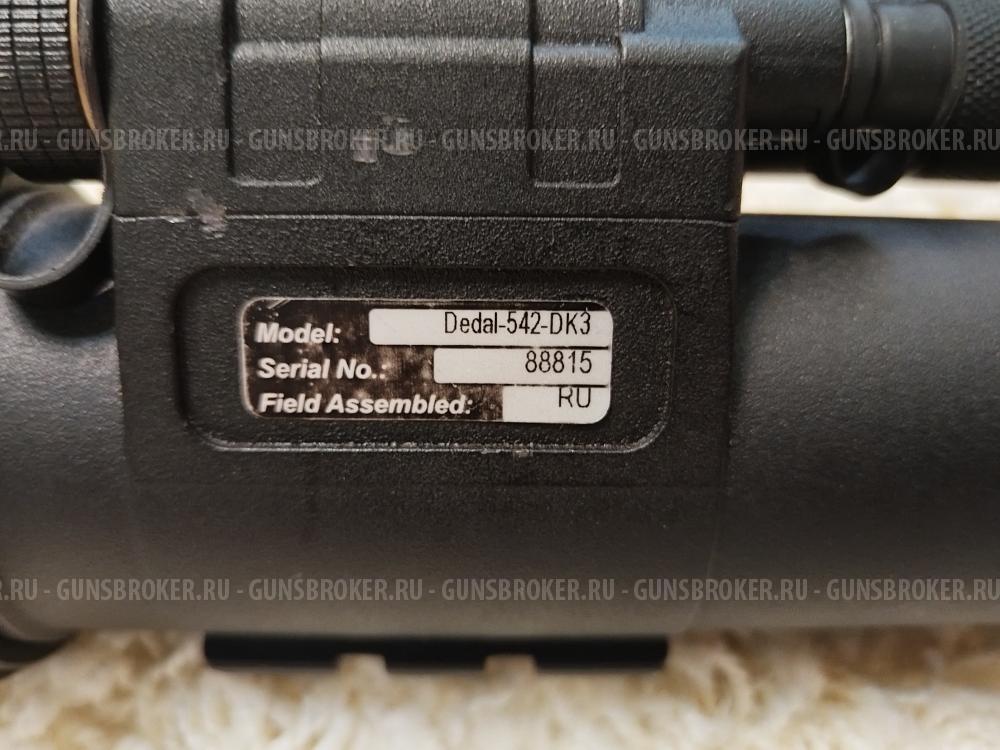 .RU - GUNSBROKER.RU - GUNSBROKER.RU - GUNSBROKER.RU - GUNSBROKER.RU - GUNSBROKER.RU
Model: Dedal-542-DK3
Serial No.: 88815
Field Assembled: RU
.RU - GUNSBROKER.RU - GUNSBROKER.RU - GUNSBROKER.RU - GUNSBROKER.RU - GUNSBROKER.RU